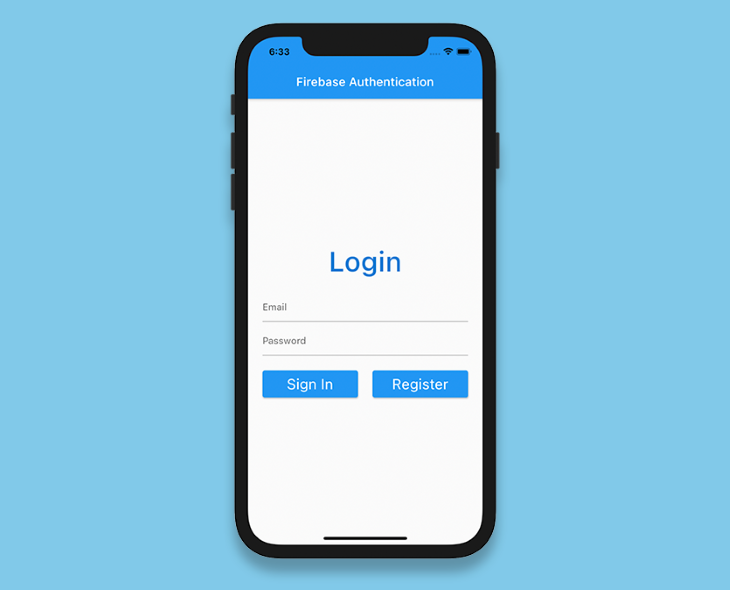 6:33
Firebase Authentication
Login
Email
Password
Sign In Register